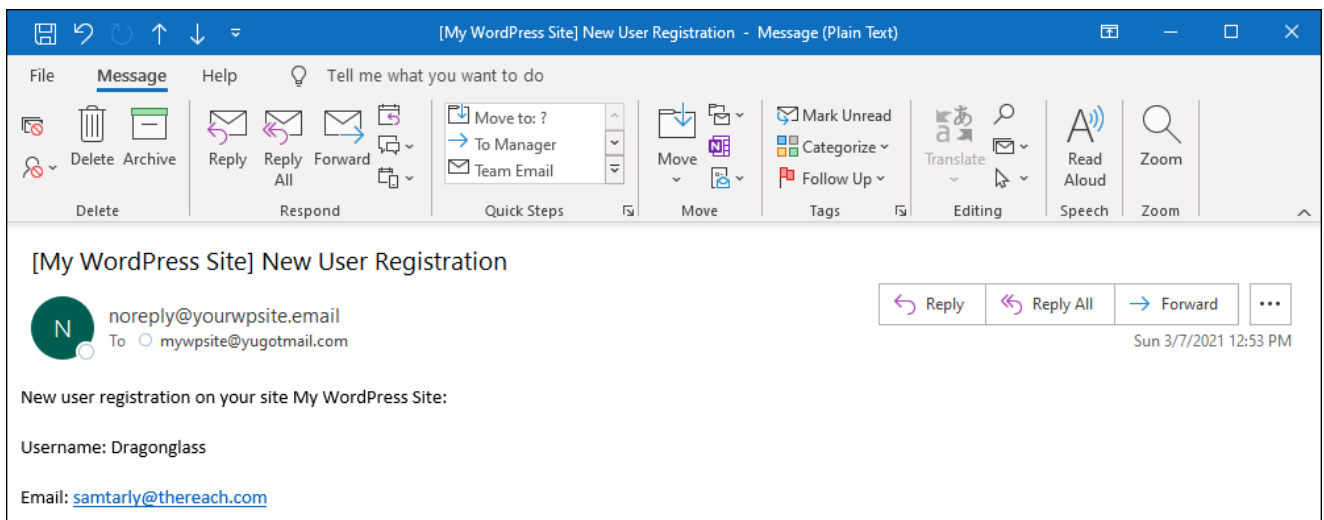 [My WordPress Site] New User Registration - Message (Plain Text)
File Message Help Tell me what you want to do
Delete Archive
Reply Reply All Forward
Move to: ?
To Manager
Team Email
Move
Mark Unread
Categorize
Follow Up
Translate
Read Aloud
Zoom
Delete Respond Quick Steps Move Tags Editing Speech Zoom
[My WordPress Site] New User Registration
Reply Reply All Forward
N
noreply@yourwpsite.email
To mywpsite@yugotmail.com
Sun 3/7/2021 12:53 PM
New user registration on your site My WordPress Site:
Username: Dragonglass
Email: samtarly@thereach.com